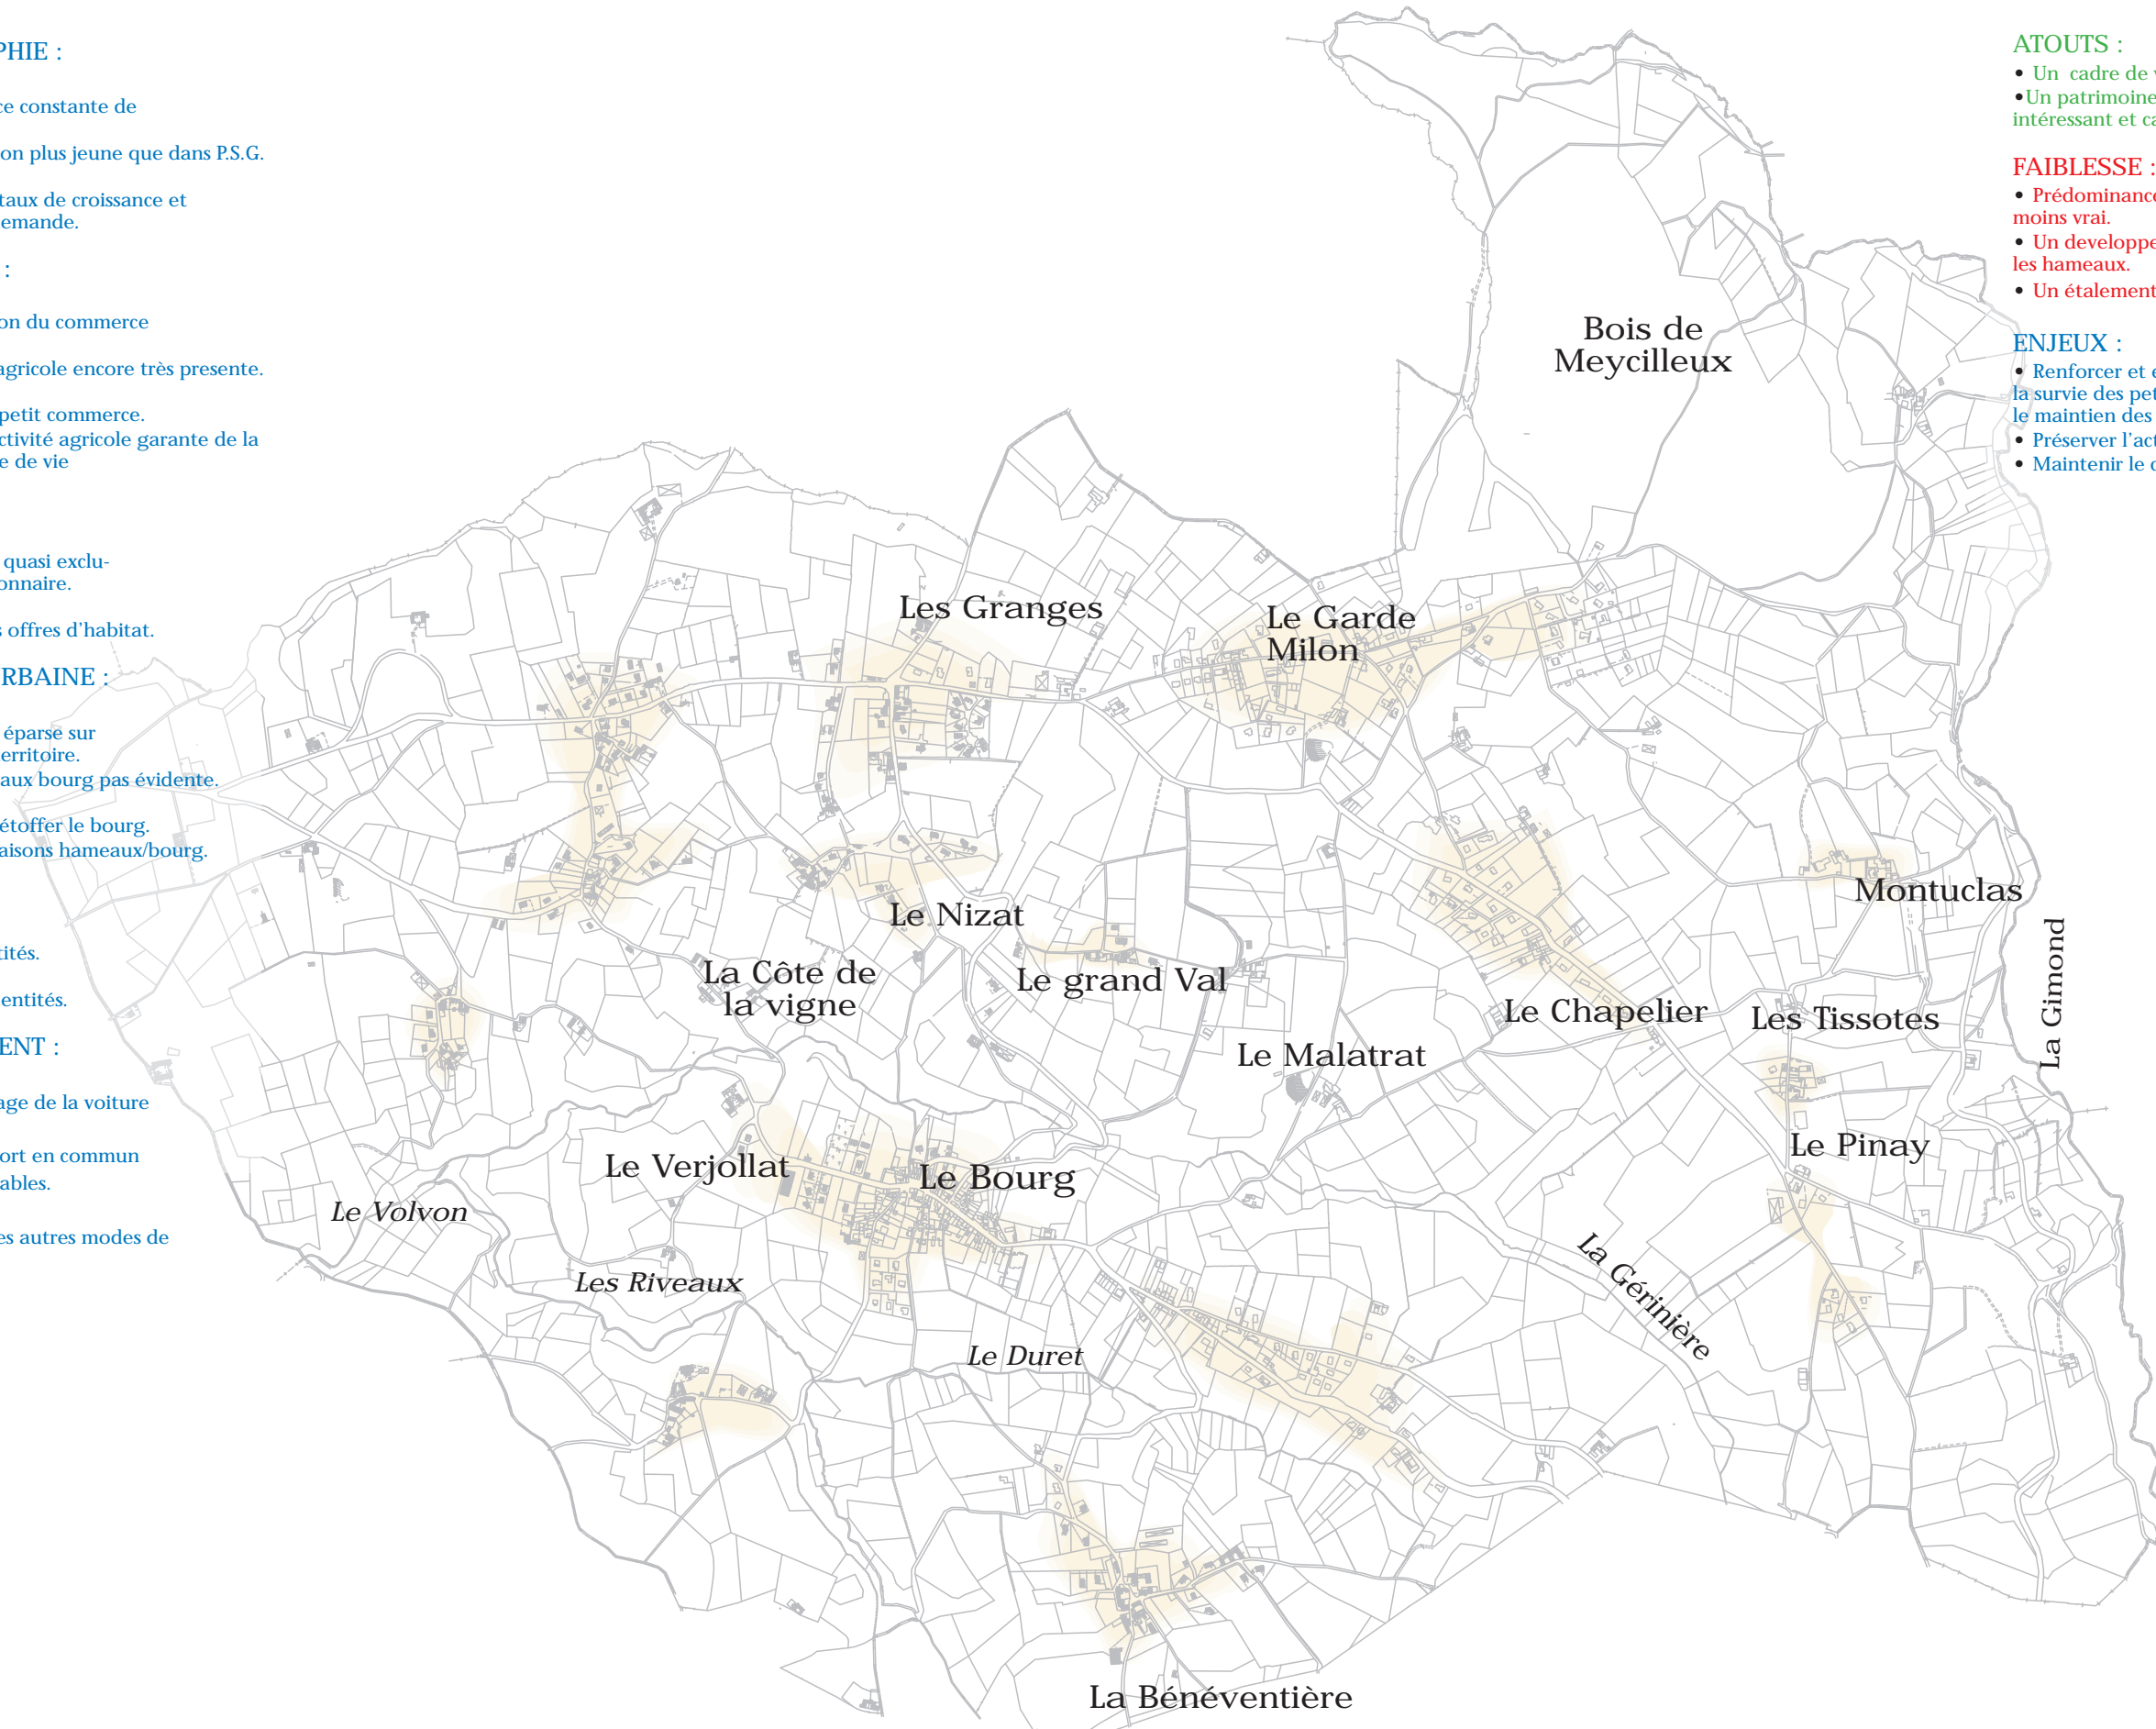 PHIE :
ce constante de
on plus jeune que dans P.S.G.
taux de croissance et
demande.
:
on du commerce
agricole encore très presente.
petit commerce.
ctivité agricole garante de la
e de vie
quasi exclu-
onnaire.
s offres d'habitat.
RBAINE :
éparse sur
erritoire.
aux bourg pas évidente.
étoffer le bourg.
aisons hameaux/bourg.
tités.
entités.
ENT :
age de la voiture
ort en commun
ables.
es autres modes de
ATOUTS :
• Un cadre de v
•Un patrimoine
intéressant et ca
FAIBLESSE :
• Prédominance
moins vrai.
• Un developpe
les hameaux.
• Un étalement
ENJEUX :
• Renforcer et é
la survie des pet
le maintien des
• Préserver l'act
• Maintenir le c
Bois de
Meycilleux
Les Granges
Le Garde
Milon
Montuclas
Le Nizat
La Côte de
la vigne
Le grand Val
Le Chapelier
Les Tissotes
La Gimond
Le Malatrat
Le Pinay
Le Verjollat
Le Bourg
Le Volvon
Les Riveaux
La Gérinière
Le Duret
La Bénéventière